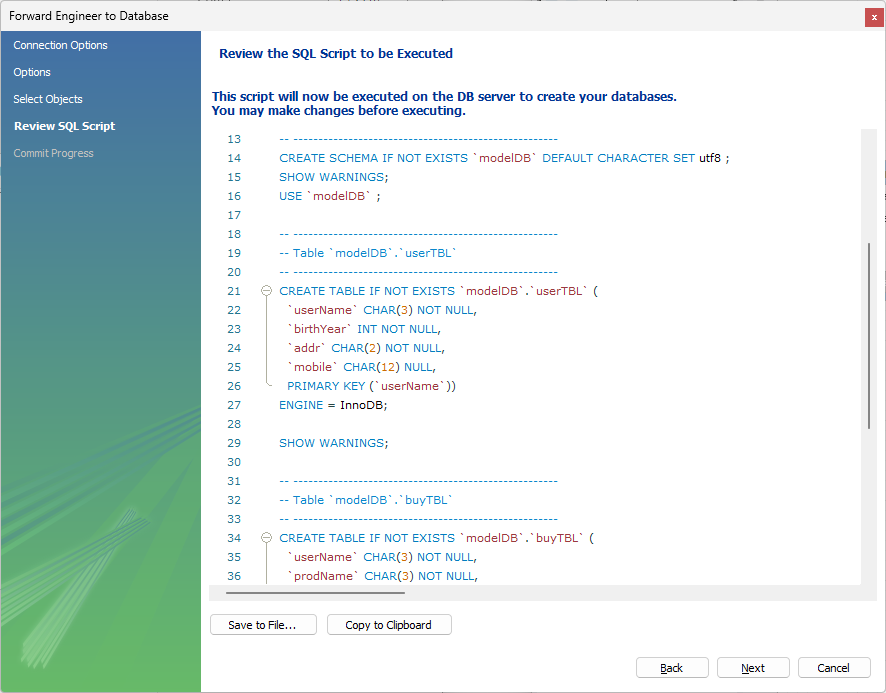 Forward Engineer to Database
x
Connection Options
Options
Select Objects
Review SQL Script
Commit Progress
Review the SQL Script to be Executed
This script will now be executed on the DB server to create your databases.
You may make changes before executing.
13 -- -----------------------------------------------------
14 CREATE SCHEMA IF NOT EXISTS `modelDB` DEFAULT CHARACTER SET utf8 ;
15 SHOW WARNINGS;
16 USE `modelDB` ;
17
18 -- -----------------------------------------------------
19 -- Table `modelDB`.`userTBL`
20 -- -----------------------------------------------------
21 CREATE TABLE IF NOT EXISTS `modelDB`.`userTBL` (
22 `userName` CHAR(3) NOT NULL,
23 `birthYear` INT NOT NULL,
24 `addr` CHAR(2) NOT NULL,
25 `mobile` CHAR(12) NULL,
26 PRIMARY KEY (`userName`))
27 ENGINE = InnoDB;
28
29 SHOW WARNINGS;
30
31 -- -----------------------------------------------------
32 -- Table `modelDB`.`buyTBL`
33 -- -----------------------------------------------------
34 CREATE TABLE IF NOT EXISTS `modelDB`.`buyTBL` (
35 `userName` CHAR(3) NOT NULL,
36 `prodName` CHAR(3) NOT NULL,
Save to File...
Copy to Clipboard
Back
Next
Cancel